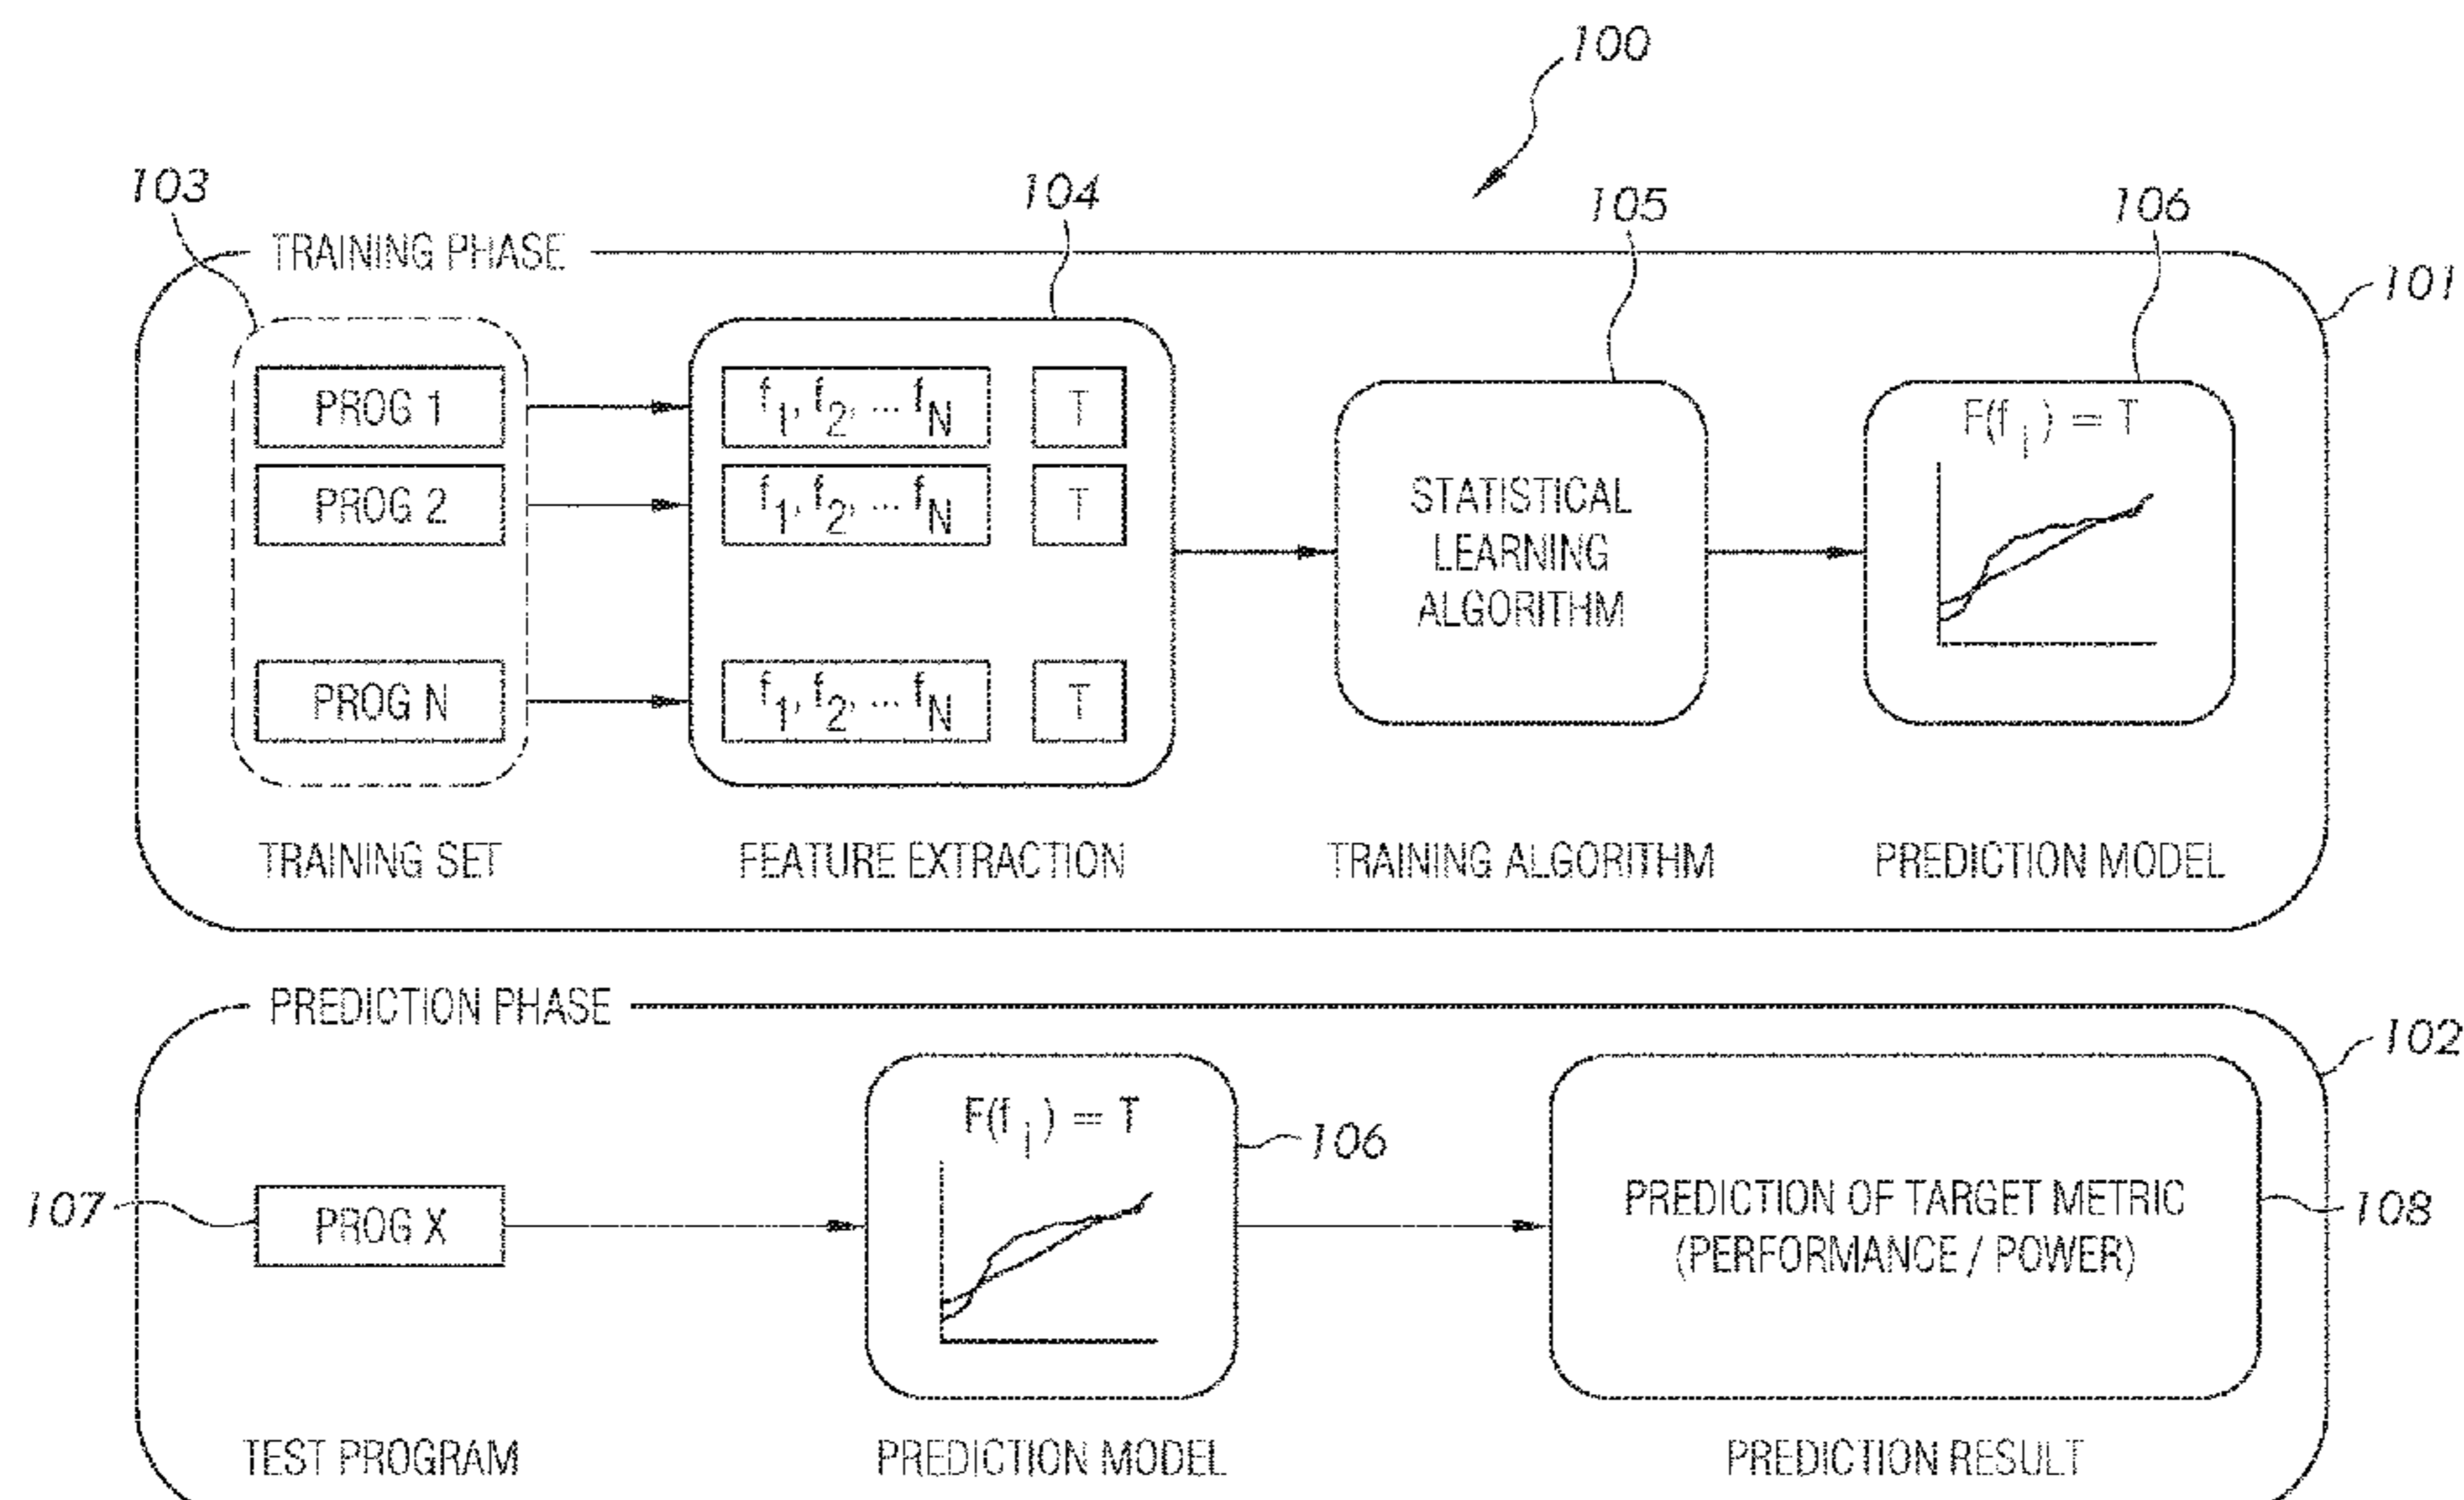 100
103
104
105
106
TRAINING PHASE
101
PROG 1
f1, f2, ... fN
T
F(fi) = T
PROG 2
f1, f2, ... fN
T
STATISTICAL
LEARNING
ALGORITHM
PROG N
f1, f2, ... fN
T
TRAINING SET
FEATURE EXTRACTION
TRAINING ALGORITHM
PREDICTION MODEL
PREDICTION PHASE
102
F(fi) = T
106
107
PROG X
PREDICTION OF TARGET METRIC
(PERFORMANCE / POWER)
108
TEST PROGRAM
PREDICTION MODEL
PREDICTION RESULT